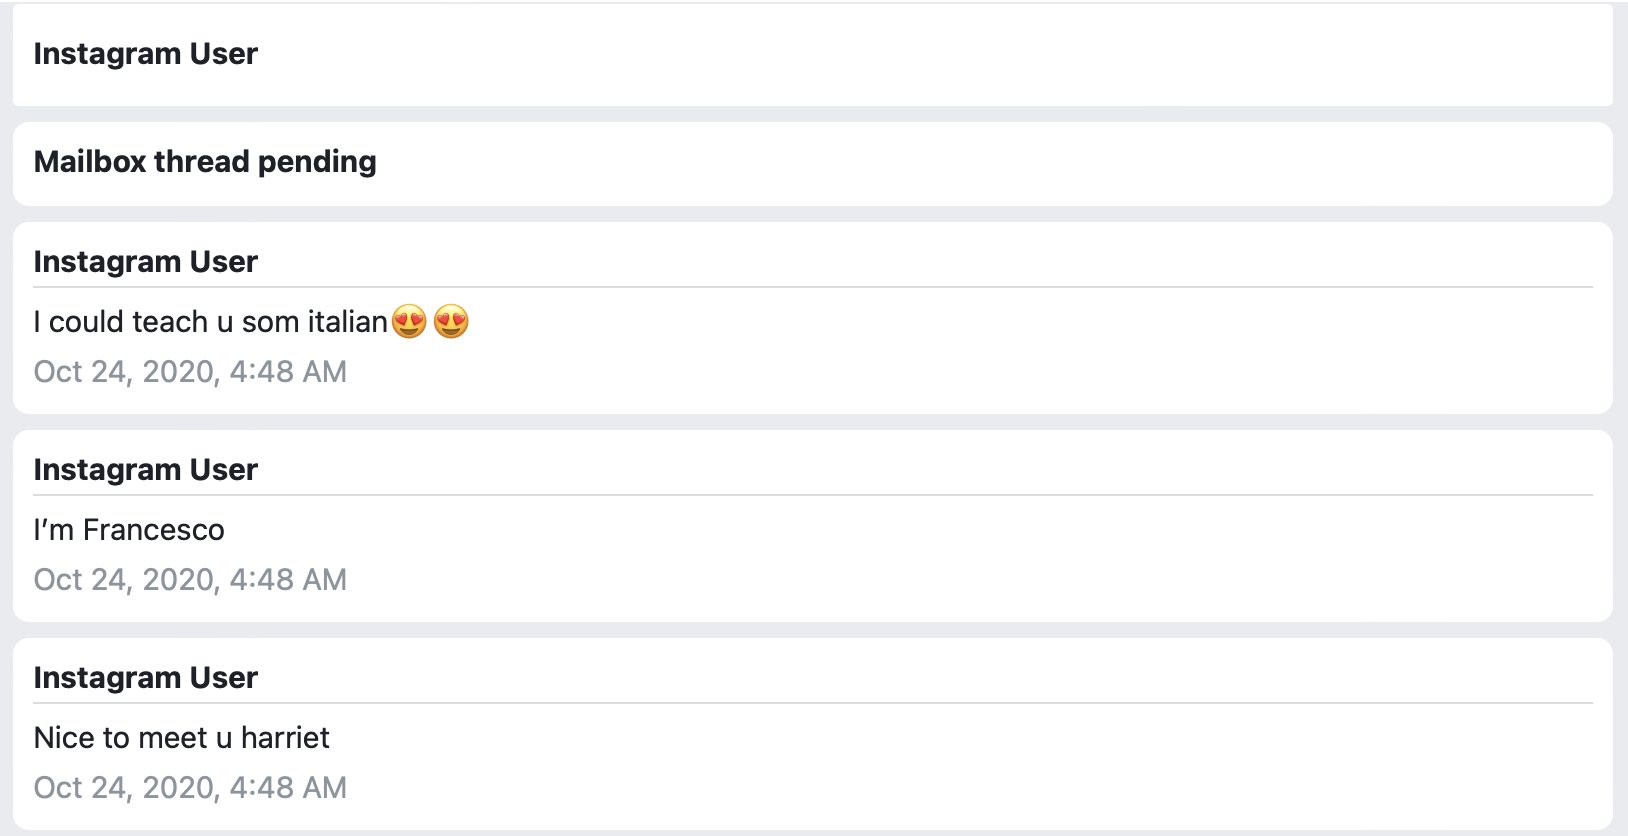 Instagram User
Mailbox thread pending
Instagram User
I could teach u som italian😍😍
Oct 24, 2020, 4:48 AM
Instagram User
I’m Francesco
Oct 24, 2020, 4:48 AM
Instagram User
Nice to meet u harriet
Oct 24, 2020, 4:48 AM